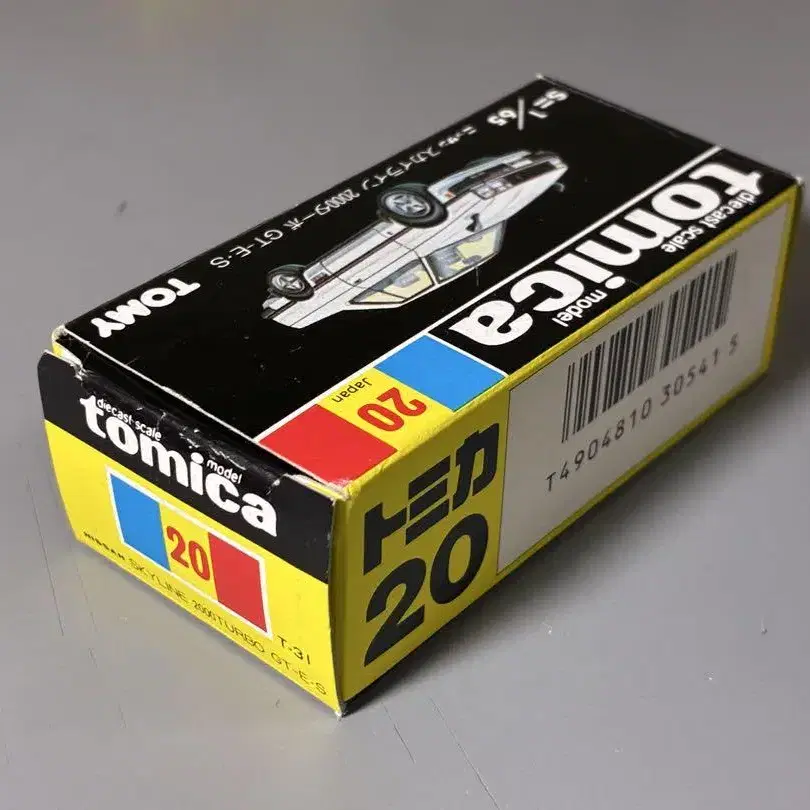 S=1/65
ニッサン スカイライン 2000ターボ GT-E・S
TOMY
diecast scale
tomica
model
20
Japan
diecast scale
tomica
model
20
T-31
NISSAN SKYLINE 2000TURBO GT-E・S
トミカ
20
T4904810 30541 5